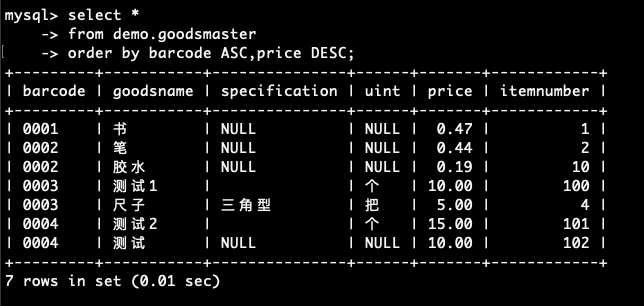 mysql> select *
    -> from demo.goodsmaster
    -> order by barcode ASC,price DESC;
+---------+-----------+---------------+------+-------+------------+
| barcode | goodsname | specification | uint | price | itemnumber |
+---------+-----------+---------------+------+-------+------------+
| 0001    | 书        | NULL          | NULL |  0.47 |          1 |
| 0002    | 笔        | NULL          | NULL |  0.44 |          2 |
| 0002    | 胶水      | NULL          | NULL |  0.19 |         10 |
| 0003    | 测试1     |               | 个   | 10.00 |        100 |
| 0003    | 尺子      | 三角型        | 把   |  5.00 |          4 |
| 0004    | 测试2     |               | 个   | 15.00 |        101 |
| 0004    | 测试      | NULL          | NULL | 10.00 |        102 |
+---------+-----------+---------------+------+-------+------------+
7 rows in set (0.01 sec)